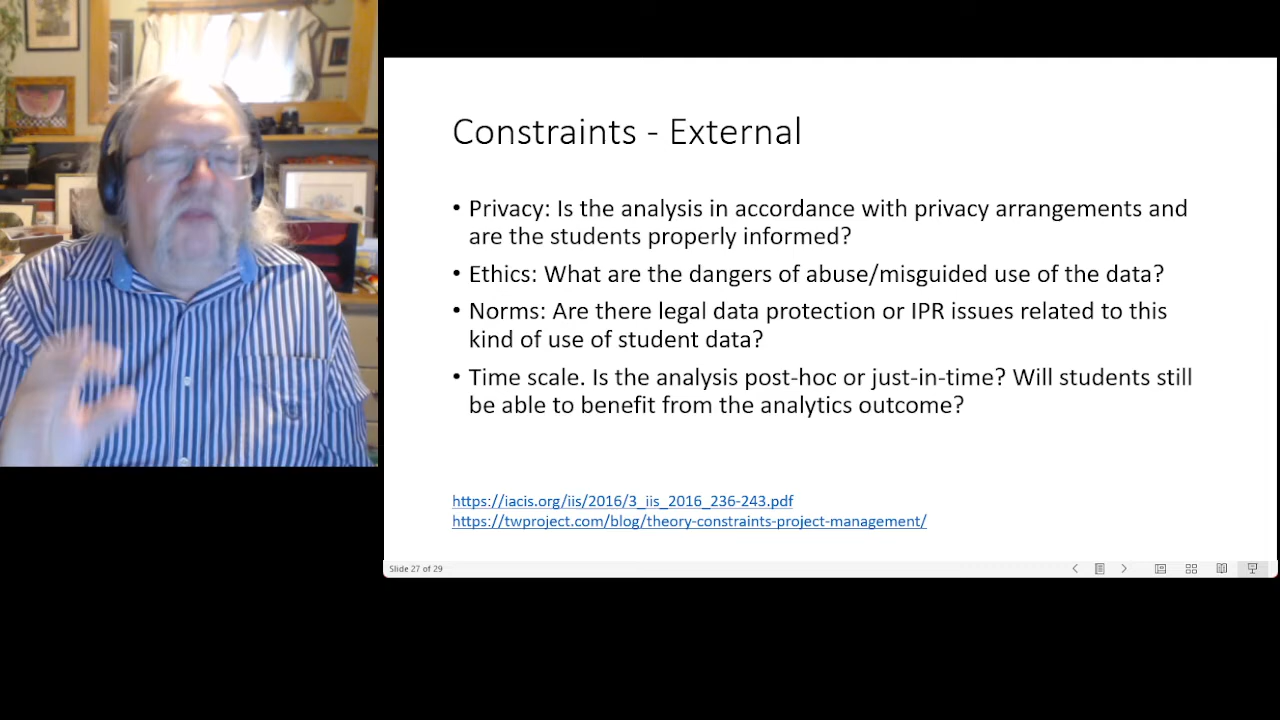 Constraints - External
• Privacy: Is the analysis in accordance with privacy arrangements and
are the students properly informed?
• Ethics: What are the dangers of abuse/misguided use of the data?
• Norms: Are there legal data protection or IPR issues related to this
kind of use of student data?
• Time scale. Is the analysis post-hoc or just-in-time? Will students still
be able to benefit from the analytics outcome?
https://iacis.org/iis/2016/3_iis_2016_236-243.pdf
https://twproject.com/blog/theory-constraints-project-management/
Slide 27 of 29